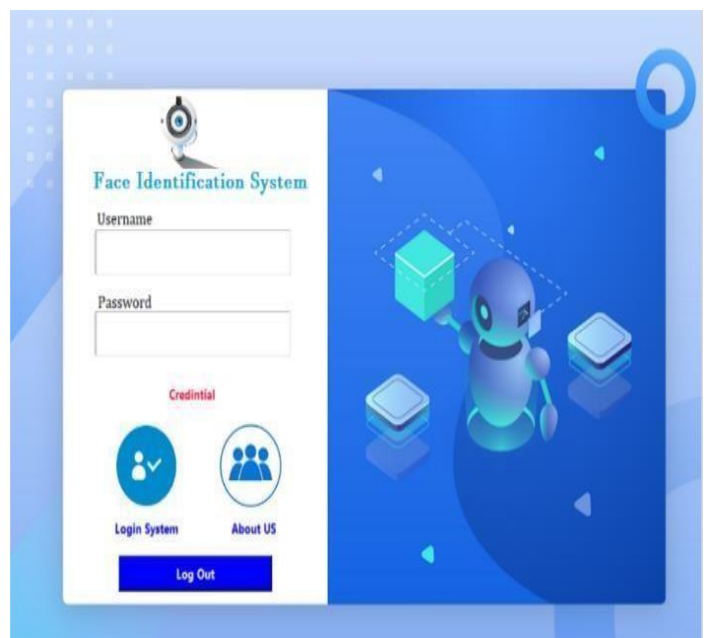 Face Identification System
Username
Password
Credintial
Login System
About US
Log Out